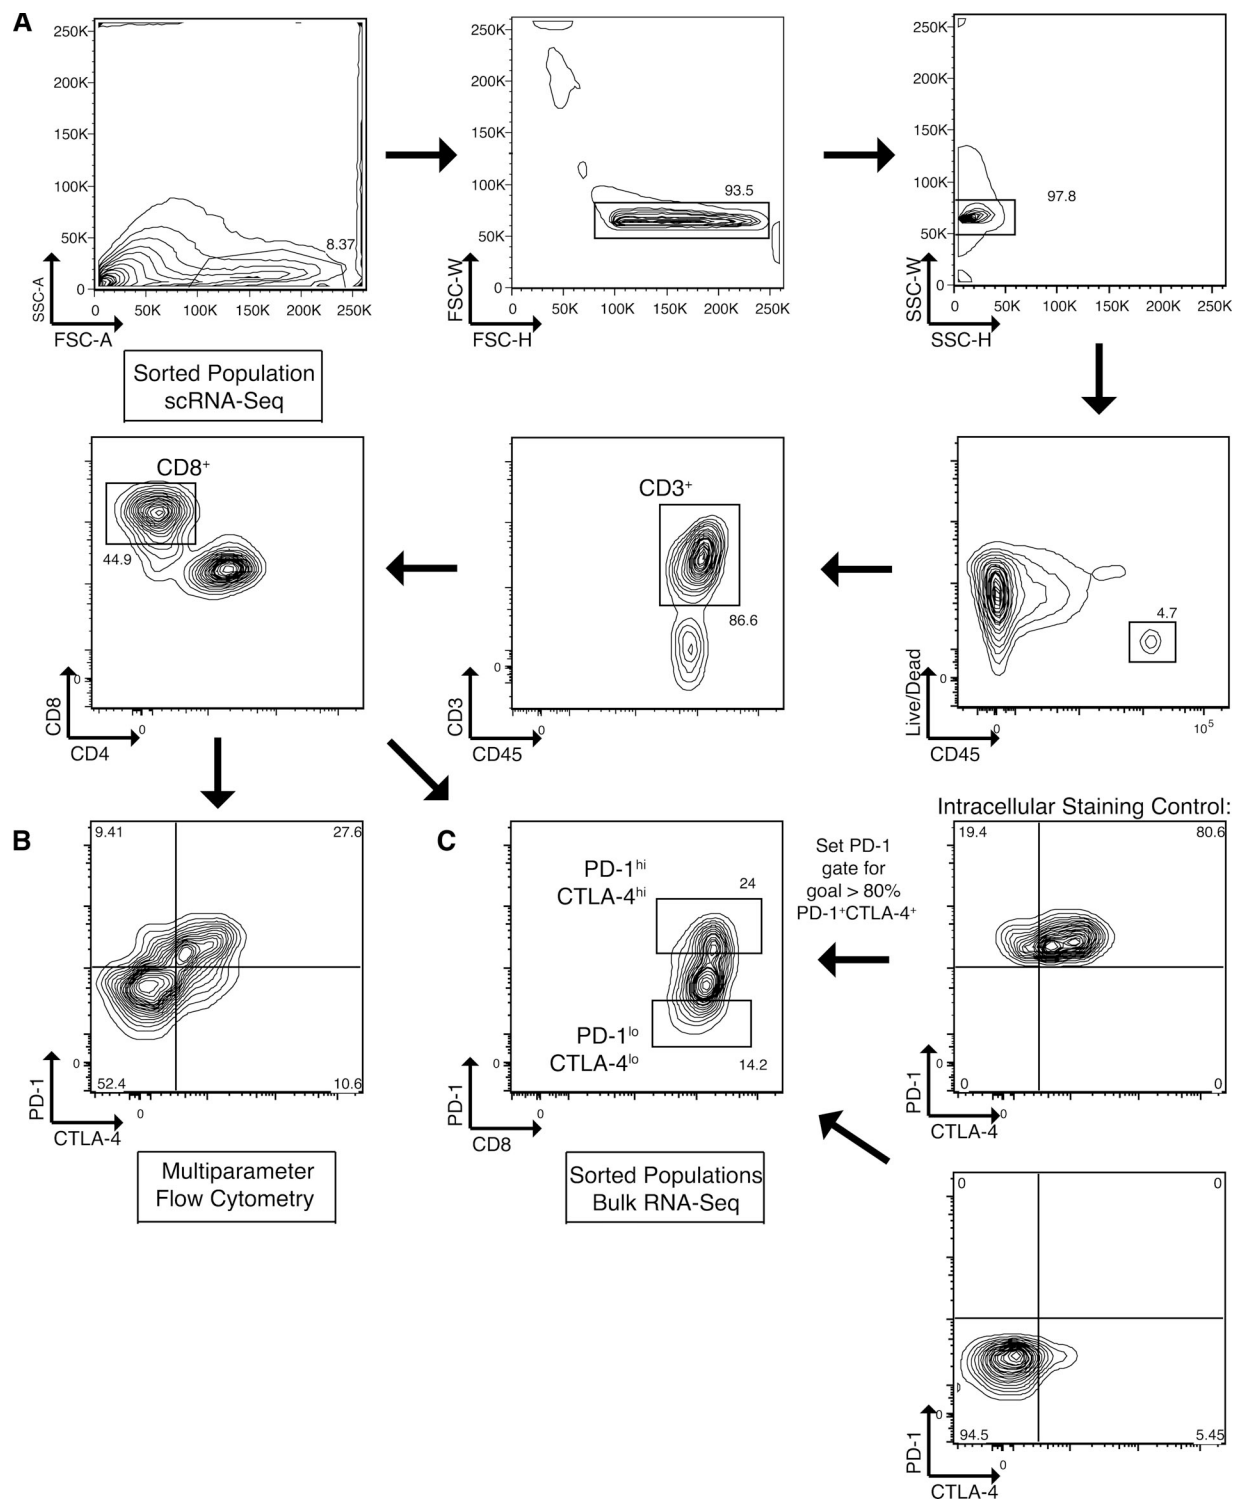 A
250K
200K
150K
100K
50K
0
8.37
SSC-A
0 50K 100K 150K 200K 250K
FSC-A
250K
200K
150K
100K
50K
0
93.5
FSC-W
0 50K 100K 150K 200K 250K
FSC-H
250K
200K
150K
100K
50K
0
97.8
SSC-W
0 50K 100K 150K 200K 250K
SSC-H
Sorted Population
scRNA-Seq
CD8⁺
44.9
0
CD8
0
CD4
CD3⁺
86.6
0
CD3
0
CD45
4.7
0
Live/Dead
0 10⁵
CD45
B
9.41 27.6
52.4 10.6
0
PD-1
0
CTLA-4
Multiparameter
Flow Cytometry
C
PD-1ʰⁱ
CTLA-4ʰⁱ
24
PD-1ˡᵒ
CTLA-4ˡᵒ
14.2
0
PD-1
0
CD8
Sorted Populations
Bulk RNA-Seq
Set PD-1
gate for
goal > 80%
PD-1⁺CTLA-4⁺
Intracellular Staining Control:
19.4 80.6
0 0
0
PD-1
0
CTLA-4
0 0
94.5 5.45
0
PD-1
0
CTLA-4